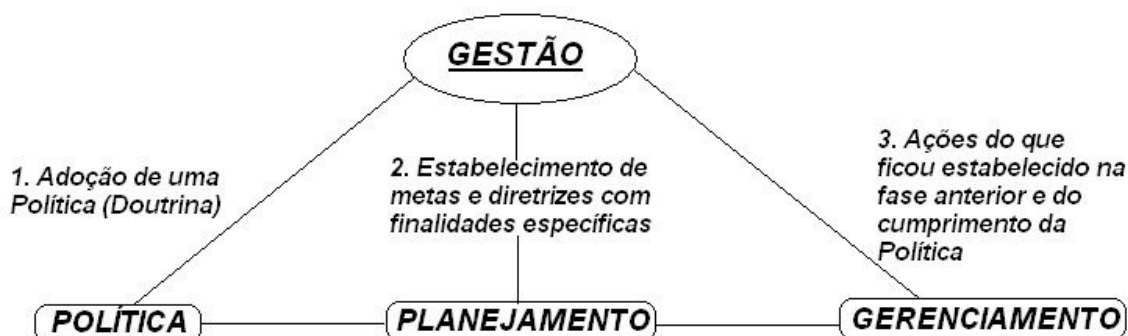 GESTÃO
1. Adoção de uma
Política (Doutrina)
2. Estabelecimento de
metas e diretrizes com
finalidades específicas
3. Ações do que
ficou estabelecido na
fase anterior e do
cumprimento da
Política
POLÍTICA
PLANEJAMENTO
GERENCIAMENTO